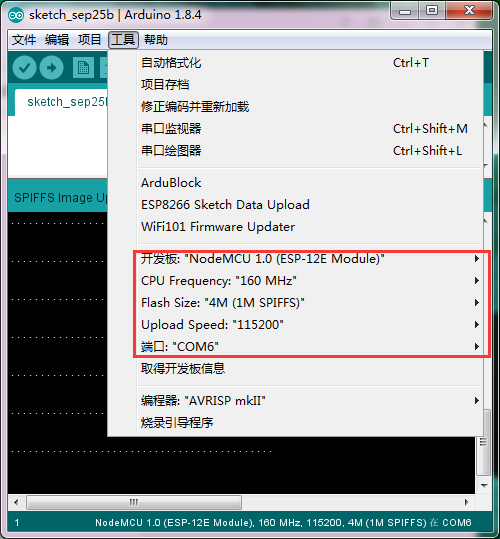 sketch_sep25b | Arduino 1.8.4
文件 编辑 项目 工具 帮助
自动格式化 Ctrl+T
项目存档
修正编码并重新加载
串口监视器 Ctrl+Shift+M
串口绘图器 Ctrl+Shift+L
sketch_sep25b
ArduBlock
ESP8266 Sketch Data Upload
WiFi101 Firmware Updater
SPIFFS Image Up
开发板: "NodeMCU 1.0 (ESP-12E Module)"
CPU Frequency: "160 MHz"
Flash Size: "4M (1M SPIFFS)"
Upload Speed: "115200"
端口: "COM6"
取得开发板信息
编程器: "AVRISP mkII"
烧录引导程序
1 NodeMCU 1.0 (ESP-12E Module), 160 MHz, 115200, 4M (1M SPIFFS) 在 COM6